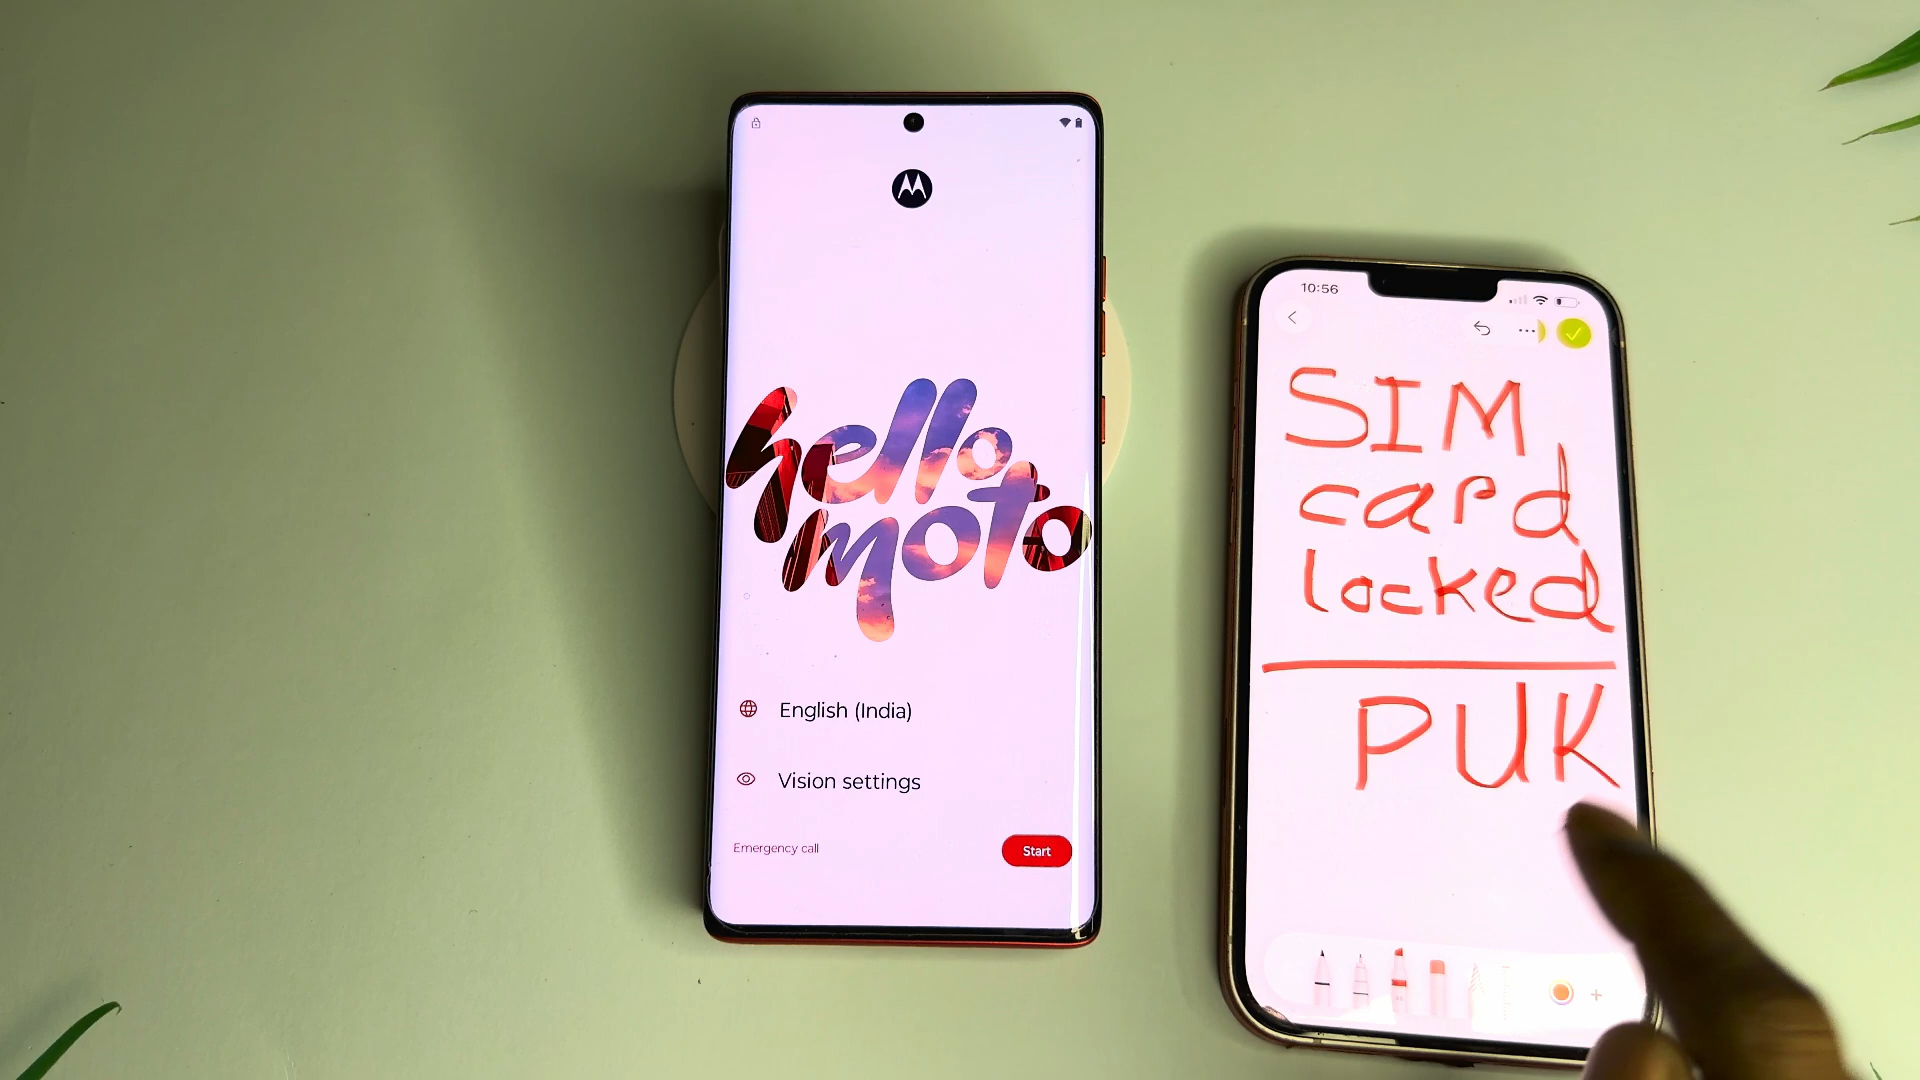 hello
moto
English (India)
Vision settings
Emergency call
Start
10:56
SIM
card
locked
PUK